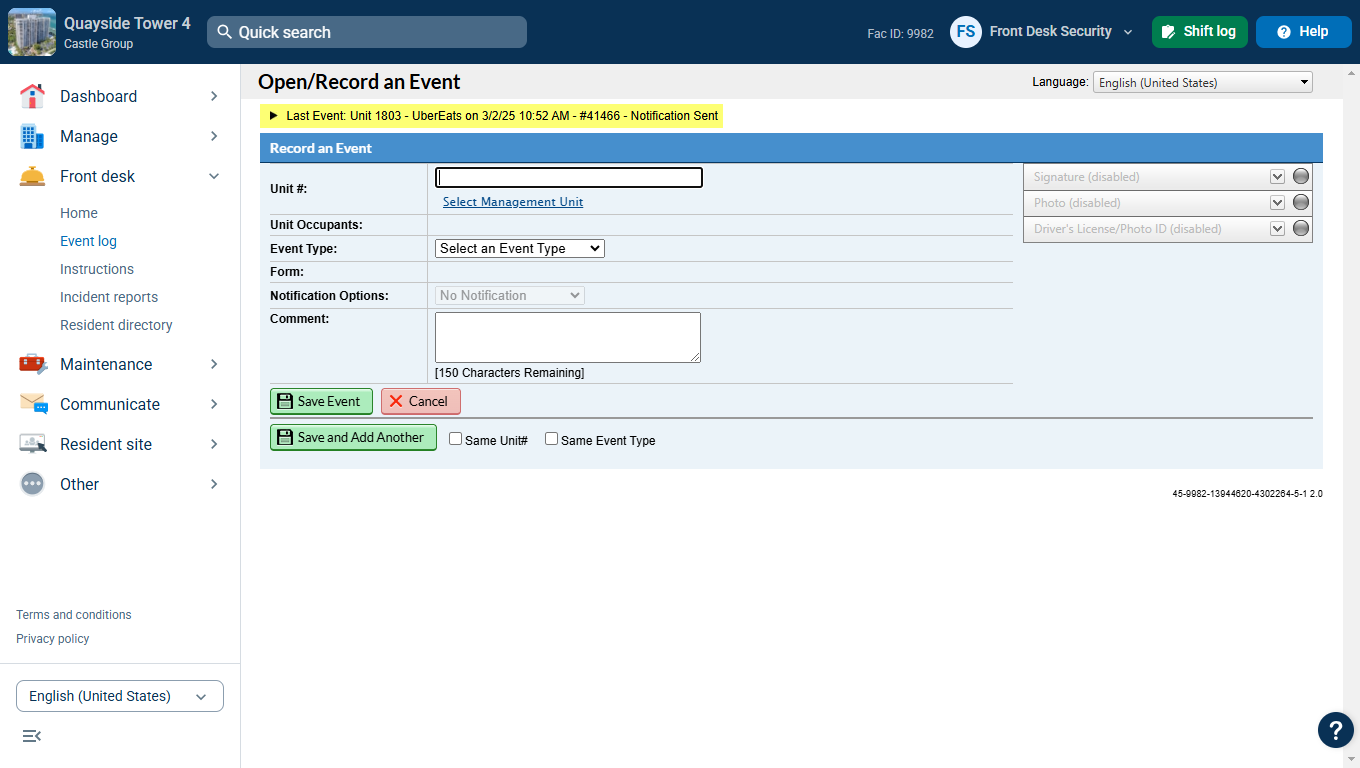 Quayside Tower 4
Castle Group
Quick search
Fac ID: 9982
FS
Front Desk Security
Shift log
Help
Dashboard
Manage
Front desk
Home
Event log
Instructions
Incident reports
Resident directory
Maintenance
Communicate
Resident site
Other
Terms and conditions
Privacy policy
English (United States)
Open/Record an Event
Language: English (United States)
Last Event: Unit 1803 - UberEats on 3/2/25 10:52 AM - #41466 - Notification Sent
Record an Event
Unit #:
Select Management Unit
Unit Occupants:
Event Type: Select an Event Type
Form:
Notification Options: No Notification
Comment:
[150 Characters Remaining]
Signature (disabled)
Photo (disabled)
Driver's License/Photo ID (disabled)
Save Event Cancel
Save and Add Another Same Unit# Same Event Type
45-9982-13944620-4302264-5-1 2.0
?